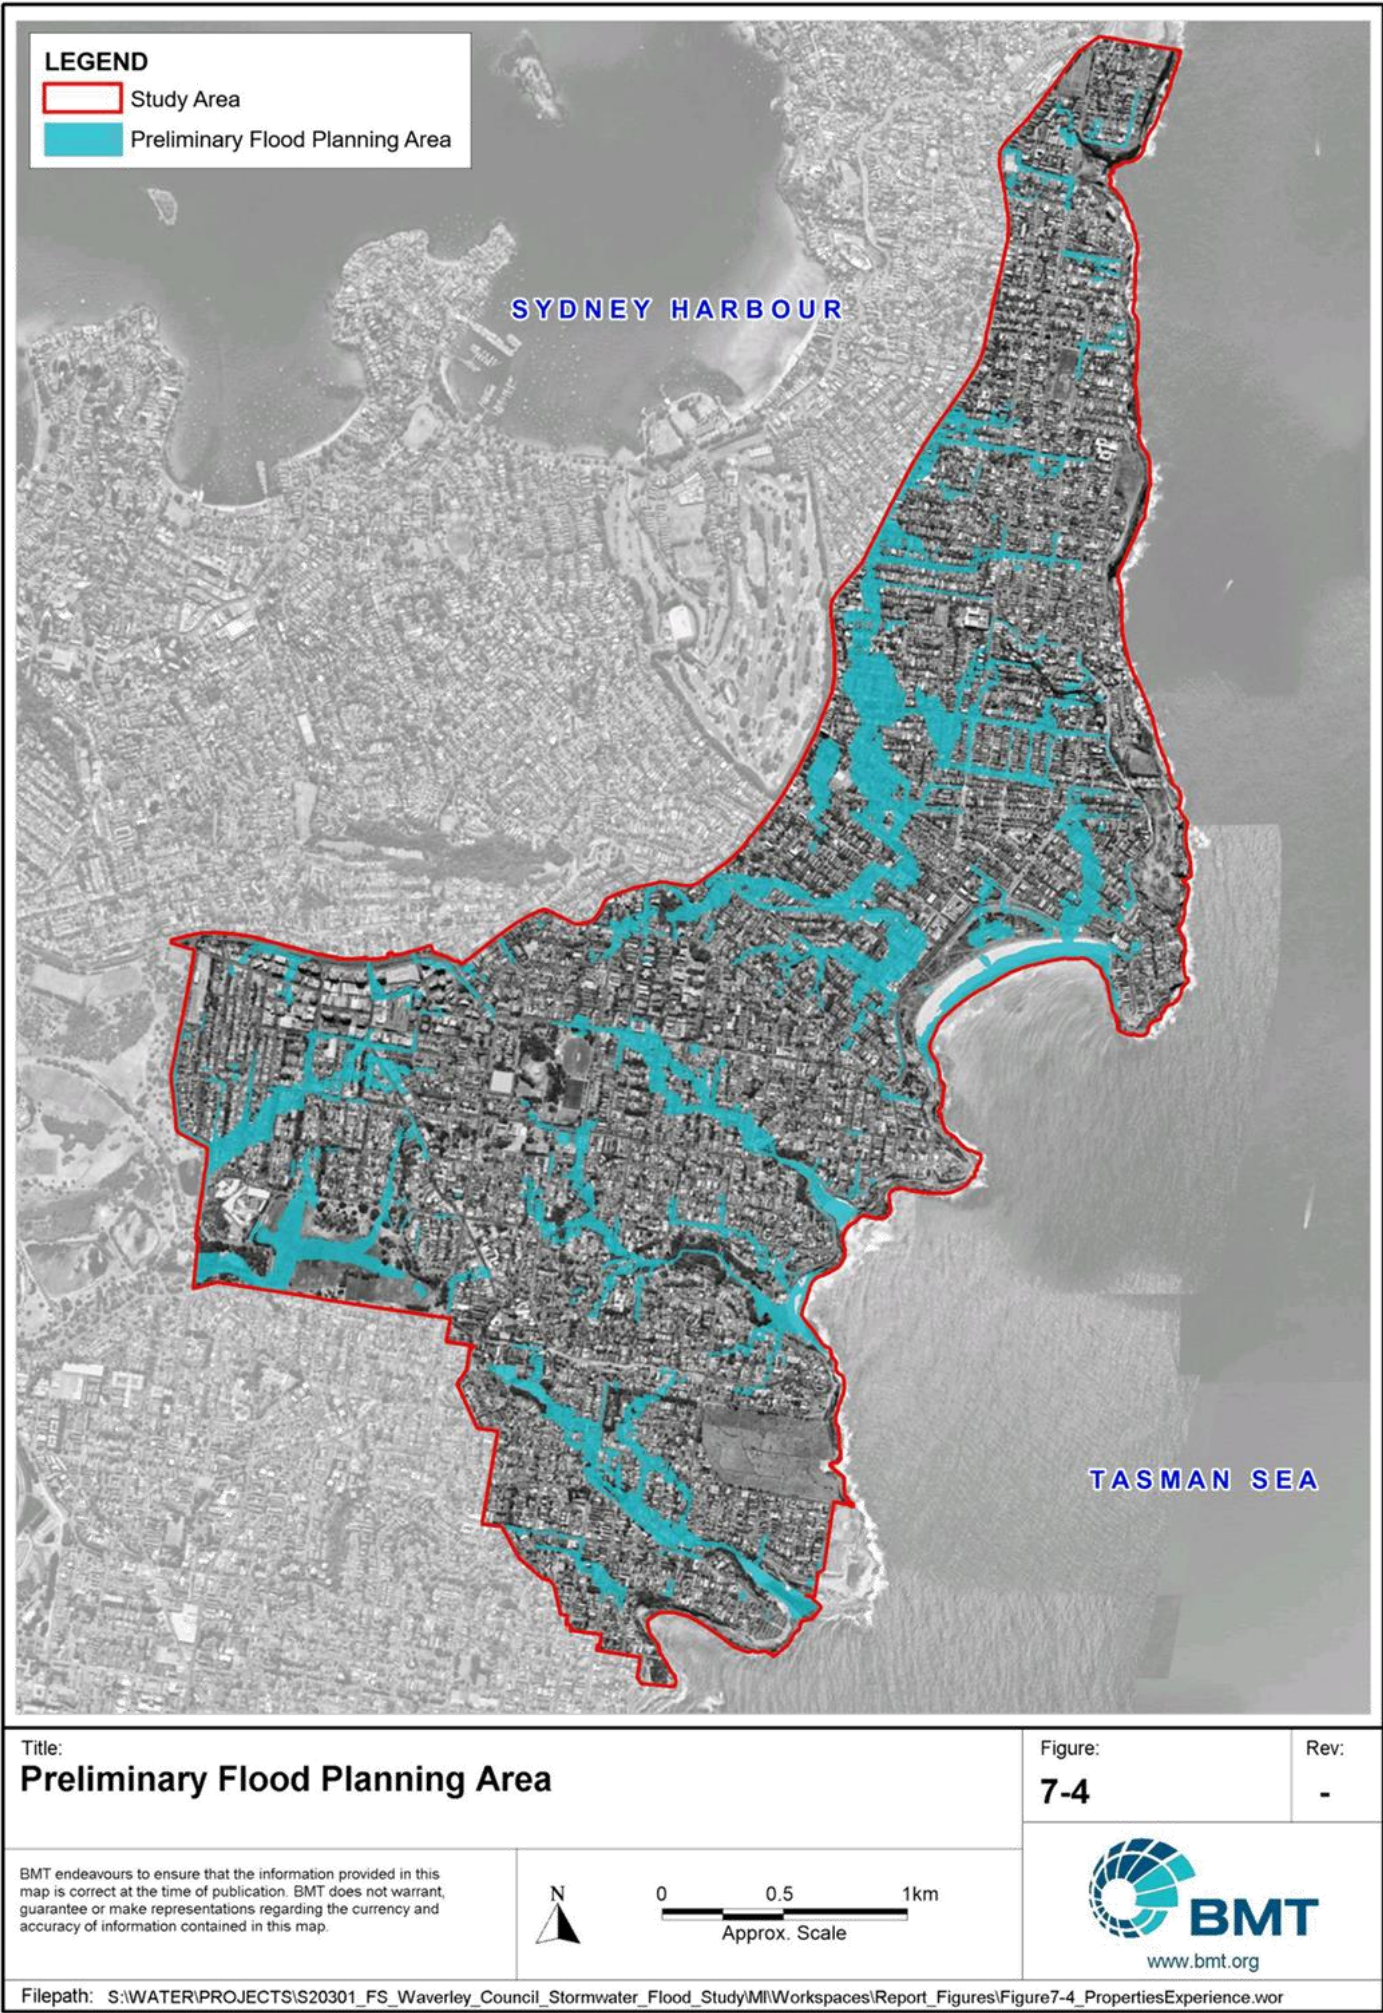 LEGEND
Study Area
Preliminary Flood Planning Area
SYDNEY HARBOUR
TASMAN SEA
Title:
Preliminary Flood Planning Area
Figure:
7-4
Rev:
-
BMT endeavours to ensure that the information provided in this
map is correct at the time of publication. BMT does not warrant,
guarantee or make representations regarding the currency and
accuracy of information contained in this map.
N
0 0.5 1km
Approx. Scale
BMT
www.bmt.org
Filepath: S:\WATER\PROJECTS\S20301_FS_Waverley_Council_Stormwater_Flood_Study\MI\Workspaces\Report_Figures\Figure7-4_PropertiesExperience.wor